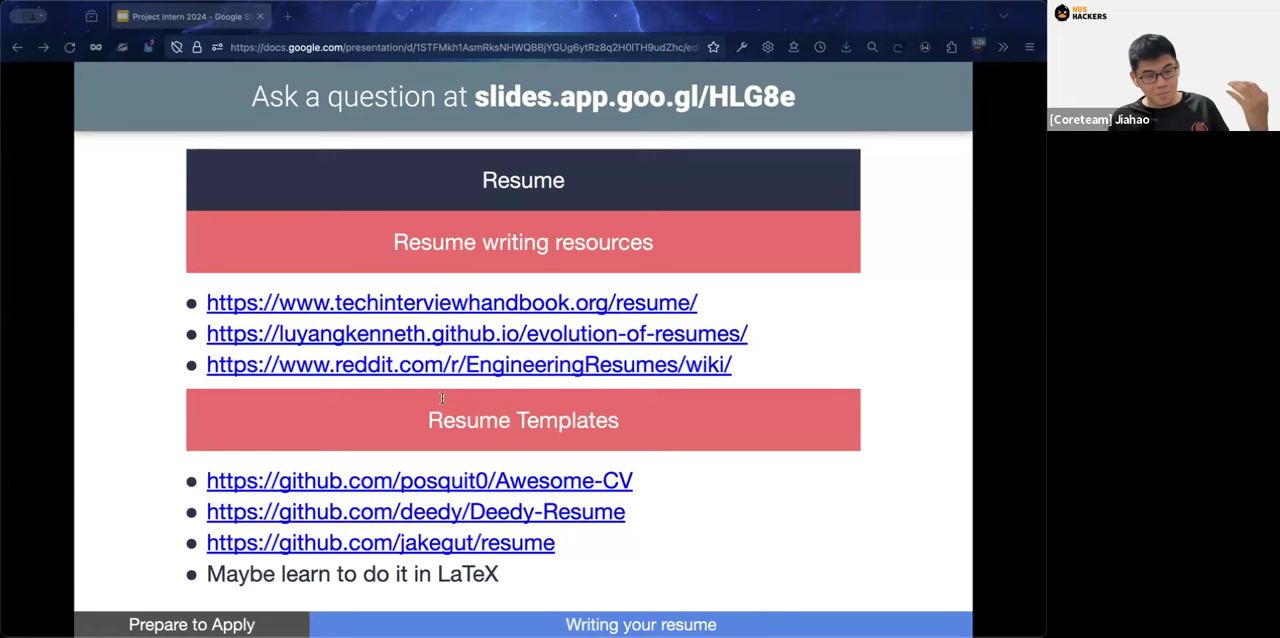 Project Intern 2024 - Google S
https://docs.google.com/presentation/d/1STFMkh1AsmRksNHWQBBjYGUg6ytRz8q2H0lTH9udZhc/ed
Ask a question at slides.app.goo.gl/HLG8e
Resume
Resume writing resources
https://www.techinterviewhandbook.org/resume/
https://luyangkenneth.github.io/evolution-of-resumes/
https://www.reddit.com/r/EngineeringResumes/wiki/
Resume Templates
https://github.com/posquit0/Awesome-CV
https://github.com/deedy/Deedy-Resume
https://github.com/jakegut/resume
Maybe learn to do it in LaTeX
Prepare to Apply
Writing your resume
NUS
HACKERS
[Coreteam] Jiahao